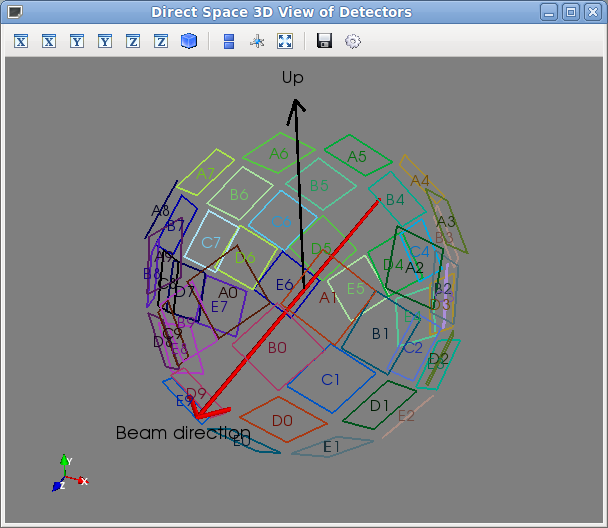 Direct Space 3D View of Detectors
X X Y Y Z Z
Up
A6 A5
A7 A4
B6 B5 B4
A8 B7 C6 A3
C7 D5 B3
D6 D4 C4 A2
E6 E5
D7 A0 A1 B2
E7 D3
B9 B1
C9 D8 B0 C2
D2
C1
D9
E9 D1
D0 E2
Beam direction
E0 E1
Y
X
Z